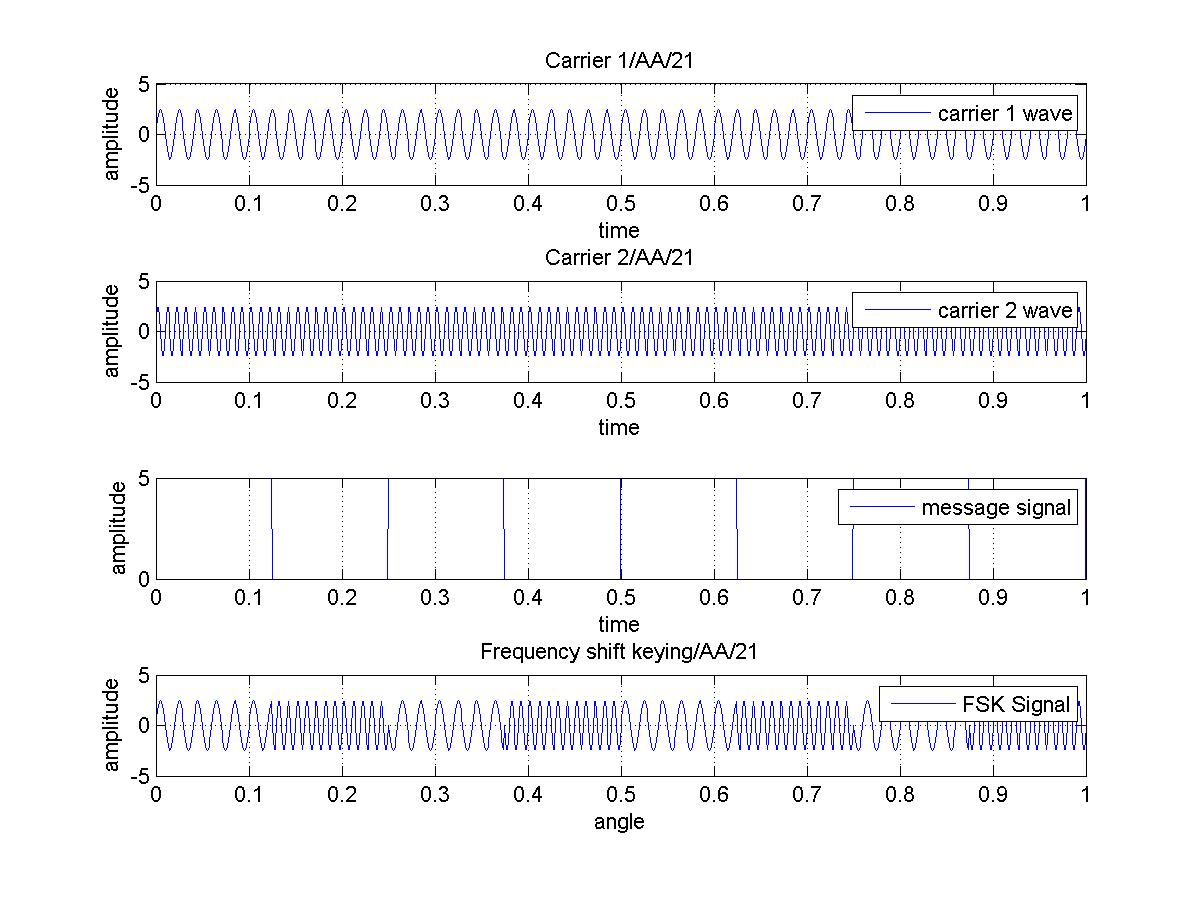 Carrier 1/AA/21
5
carrier 1 wave
0
-5
amplitude
0 0.1 0.2 0.3 0.4 0.5 0.6 0.7 0.8 0.9 1
time
Carrier 2/AA/21
5
carrier 2 wave
0
-5
amplitude
0 0.1 0.2 0.3 0.4 0.5 0.6 0.7 0.8 0.9 1
time
5
message signal
0
amplitude
0 0.1 0.2 0.3 0.4 0.5 0.6 0.7 0.8 0.9 1
time
Frequency shift keying/AA/21
5
FSK Signal
0
-5
amplitude
0 0.1 0.2 0.3 0.4 0.5 0.6 0.7 0.8 0.9 1
angle